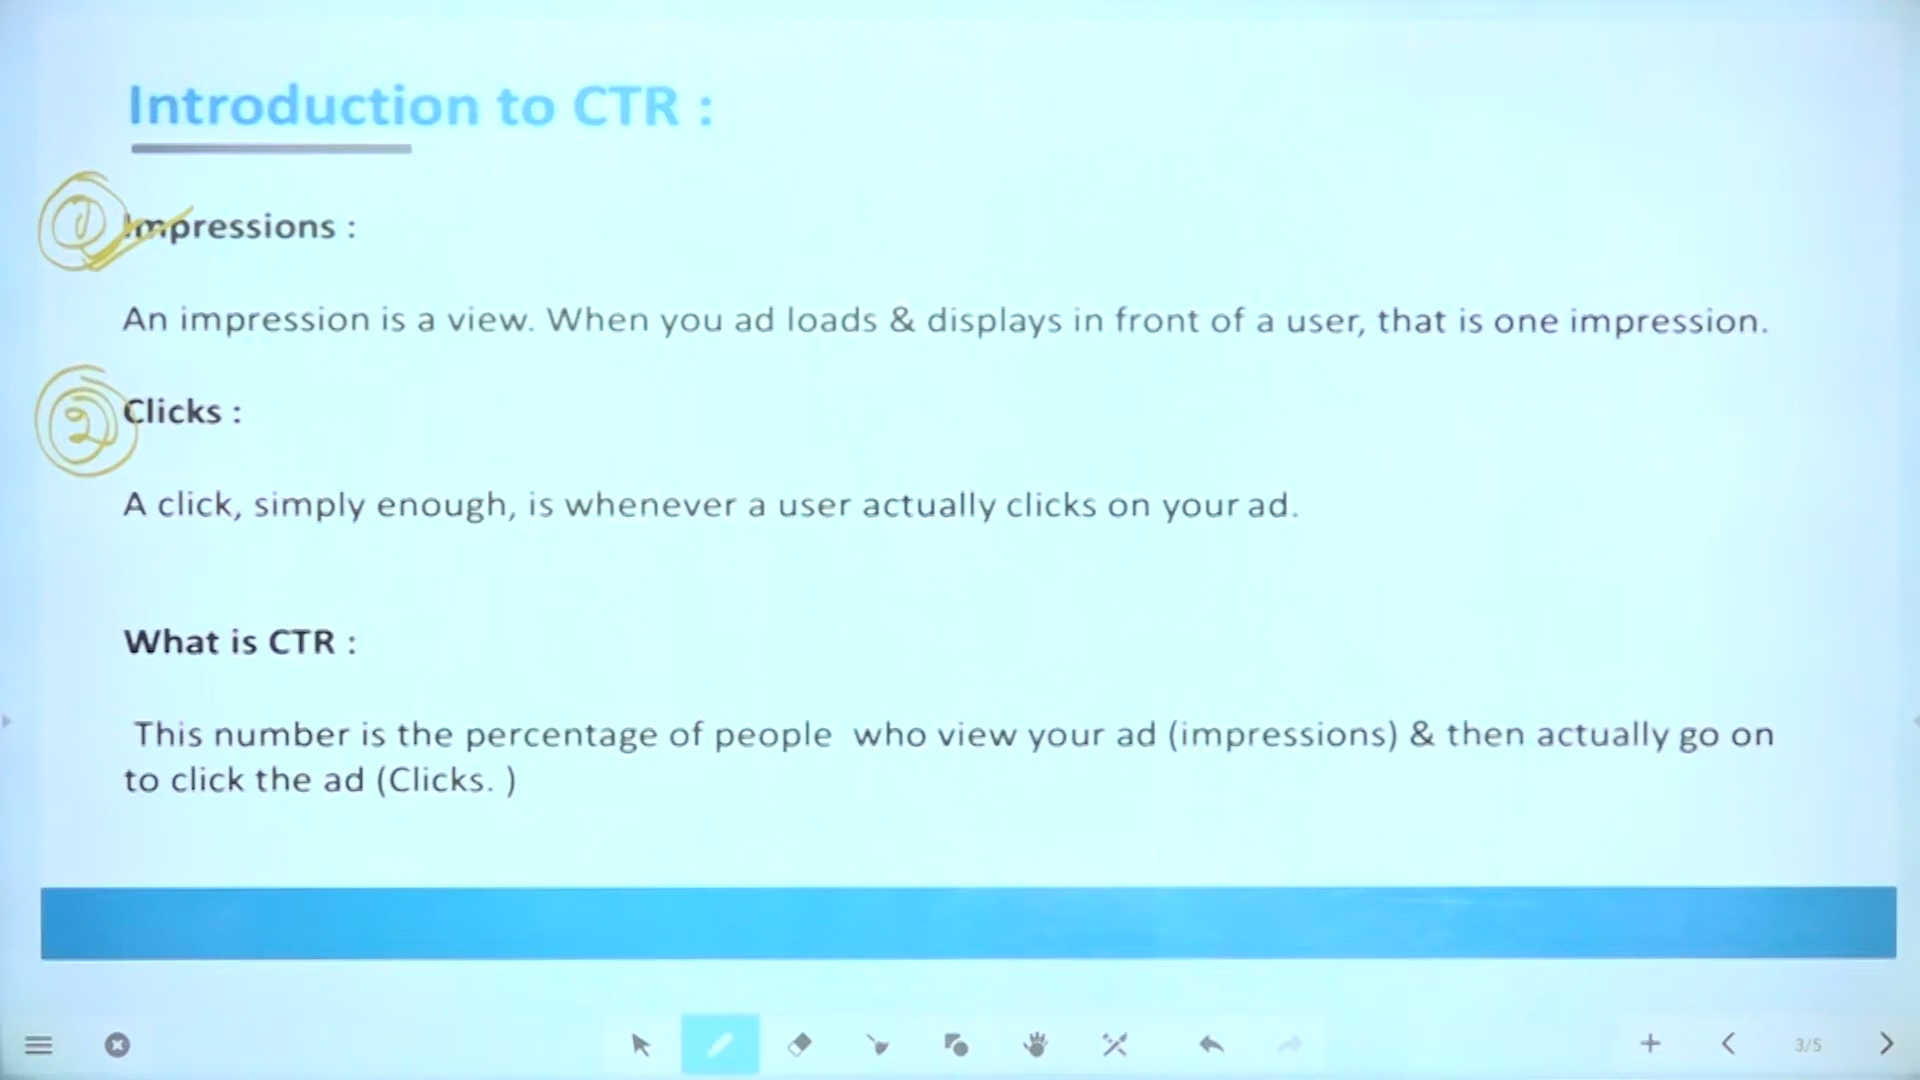 Introduction to CTR :
1 Impressions :
An impression is a view. When you ad loads & displays in front of a user, that is one impression.
2 Clicks :
A click, simply enough, is whenever a user actually clicks on your ad.
What is CTR :
This number is the percentage of people who view your ad (impressions) & then actually go on
to click the ad (Clicks. )
3/5